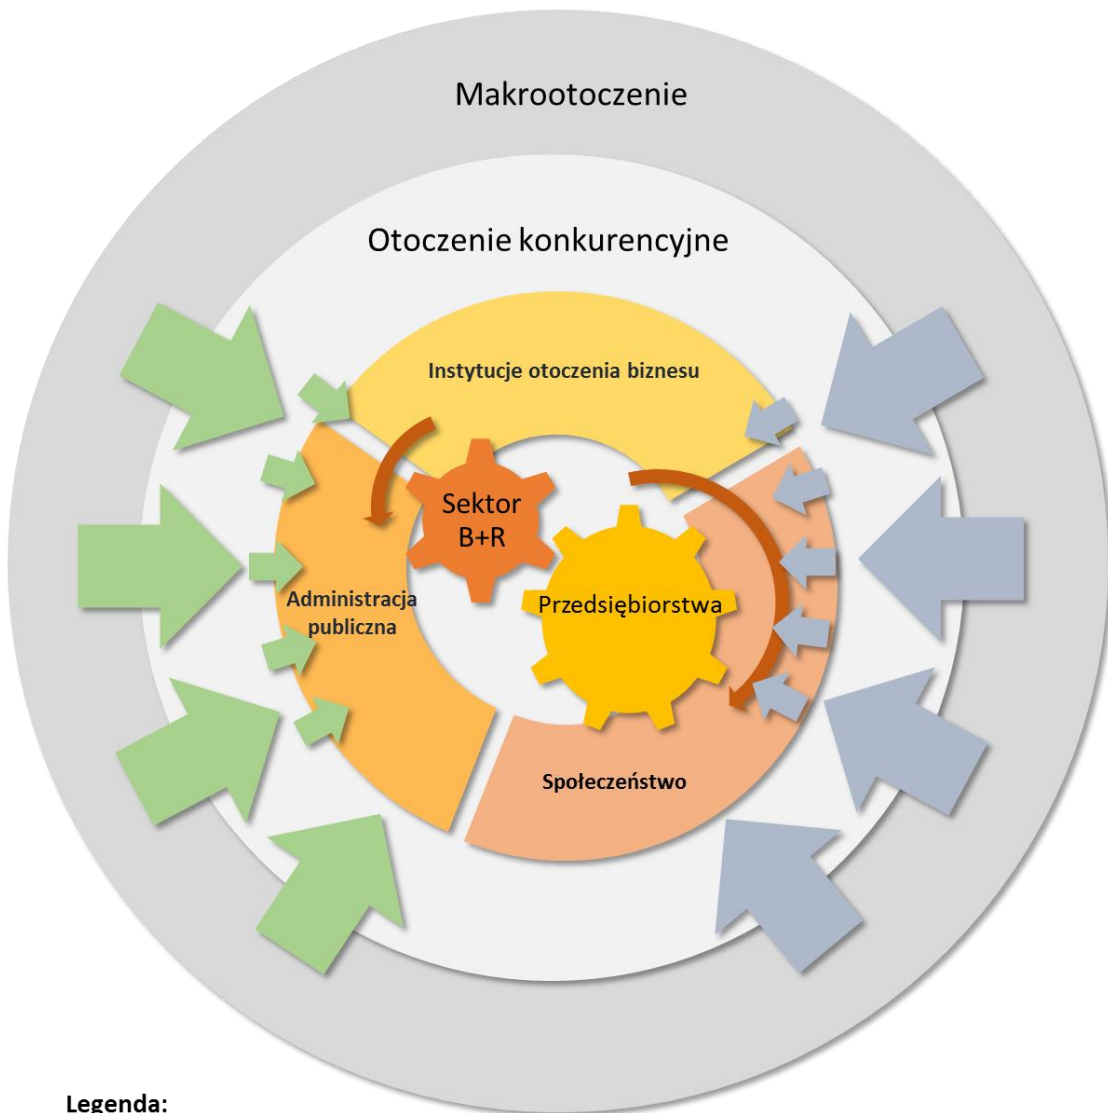 Makrootoczenie
Otoczenie konkurencyjne
Instytucje otoczenia biznesu
Sektor
B+R
Przedsiębiorstwa
Administracja
publiczna
Społeczeństwo
Legenda: